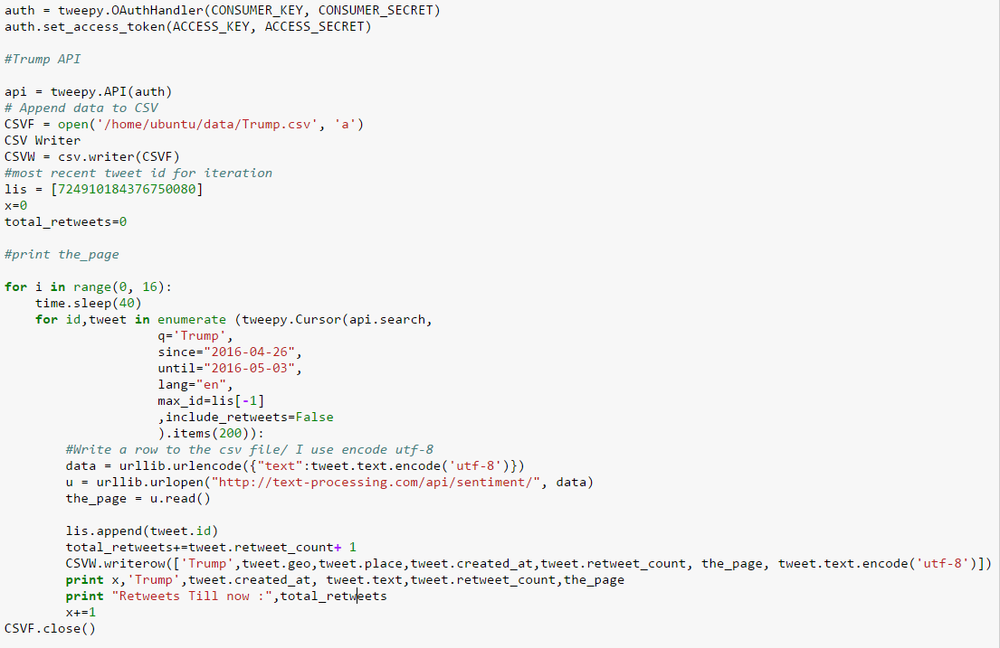 auth = tweepy.OAuthHandler(CONSUMER_KEY, CONSUMER_SECRET)
auth.set_access_token(ACCESS_KEY, ACCESS_SECRET)

#Trump API

api = tweepy.API(auth)
# Append data to CSV
CSVF = open('/home/ubuntu/data/Trump.csv', 'a')
CSV Writer
CSVW = csv.writer(CSVF)
#most recent tweet id for iteration
lis = [724910184376750080]
x=0
total_retweets=0

#print the_page

for i in range(0, 16):
    time.sleep(40)
    for id,tweet in enumerate (tweepy.Cursor(api.search,
                    q='Trump',
                    since="2016-04-26",
                    until="2016-05-03",
                    lang="en",
                    max_id=lis[-1]
                    ,include_retweets=False
                    ).items(200)):
        #Write a row to the csv file/ I use encode utf-8
        data = urllib.urlencode({"text":tweet.text.encode('utf-8')})
        u = urllib.urlopen("http://text-processing.com/api/sentiment/", data)
        the_page = u.read()

        lis.append(tweet.id)
        total_retweets+=tweet.retweet_count+ 1
        CSVW.writerow(['Trump',tweet.geo,tweet.place,tweet.created_at,tweet.retweet_count, the_page, tweet.text.encode('utf-8')])
        print x,'Trump',tweet.created_at, tweet.text,tweet.retweet_count,the_page
        print "Retweets Till now :",total_retweets
        x+=1
CSVF.close()